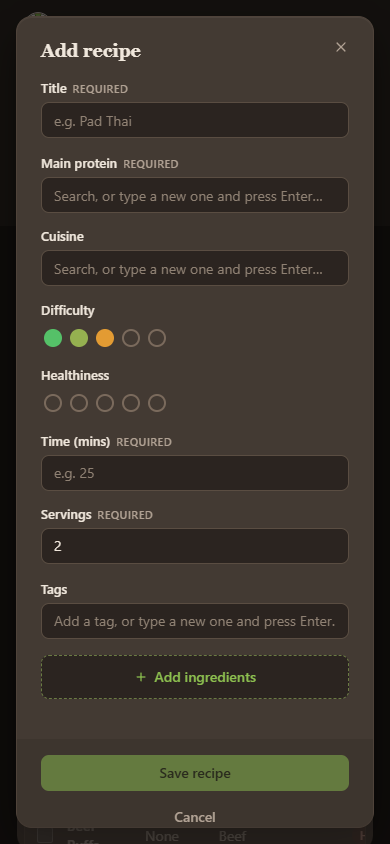 Add recipe
Title REQUIRED
e.g. Pad Thai
Main protein REQUIRED
Search, or type a new one and press Enter...
Cuisine
Search, or type a new one and press Enter...
Difficulty
Healthiness
Time (mins) REQUIRED
e.g. 25
Servings REQUIRED
2
Tags
Add a tag, or type a new one and press Enter.
+ Add ingredients
Save recipe
Cancel
None Beef